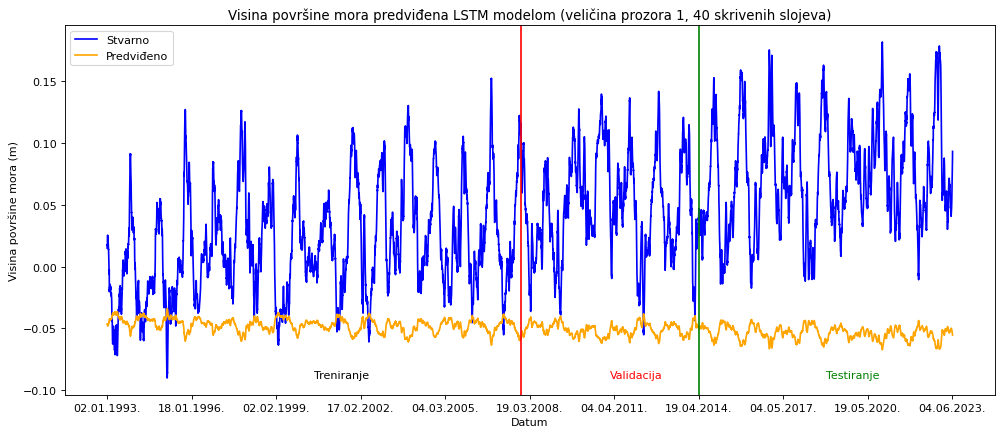 Visina površine mora predviđena LSTM modelom (veličina prozora 1, 40 skrivenih slojeva)
Stvarno
Predviđeno
Visina površine mora (m)
0.15
0.10
0.05
0.00
−0.05
−0.10
Treniranje
Validacija
Testiranje
02.01.1993.
18.01.1996.
02.02.1999.
17.02.2002.
04.03.2005.
19.03.2008.
04.04.2011.
19.04.2014.
04.05.2017.
19.05.2020.
04.06.2023.
Datum